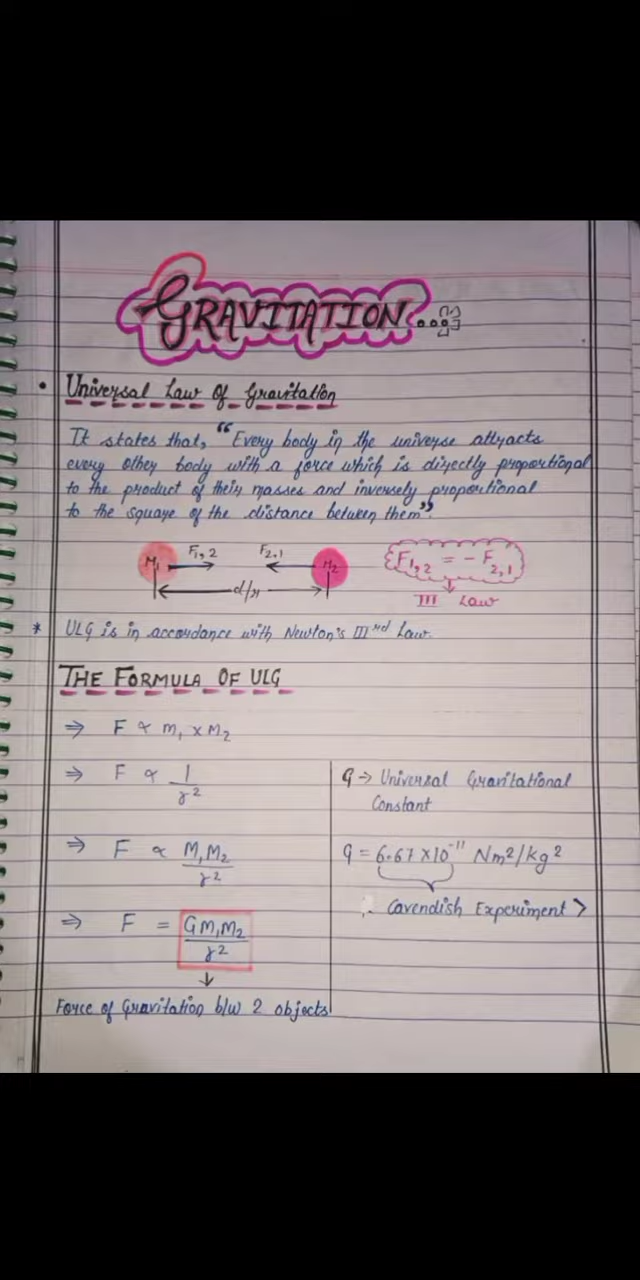 GRAVITATION...
• Universal Law Of Gravitation
It states that, "Every body in the universe attracts
every other body with a force which is directly proportional
to the product of their masses and inversely proportional
to the square of the distance between them".
M₁ F₁,₂ F₂,₁ M₂
d/r
F₁,₂ = - F₂,₁
III Law
* ULG is in accordance with Newton's IIIrd Law.
THE FORMULA OF ULG
⇒ F ∝ m₁ × M₂
⇒ F ∝ 1/r²
⇒ F ∝ M₁M₂/r²
⇒ F = GM₁M₂/r²
Force of Gravitation b/w 2 objects
G → Universal Gravitational
Constant
G = 6.67 × 10⁻¹¹ Nm²/kg²
Cavendish Experiment >